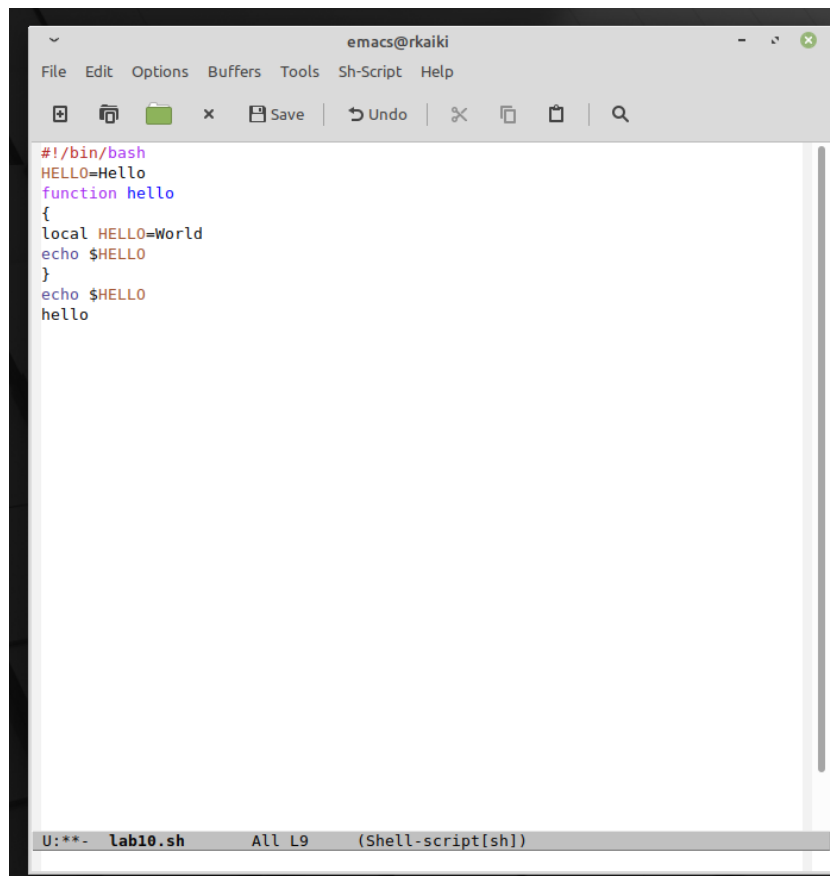 emacs@rkaiki
File Edit Options Buffers Tools Sh-Script Help
Save Undo
#!/bin/bash
HELLO=Hello
function hello
{
local HELLO=World
echo $HELLO
}
echo $HELLO
hello
U:**- lab10.sh All L9 (Shell-script[sh])